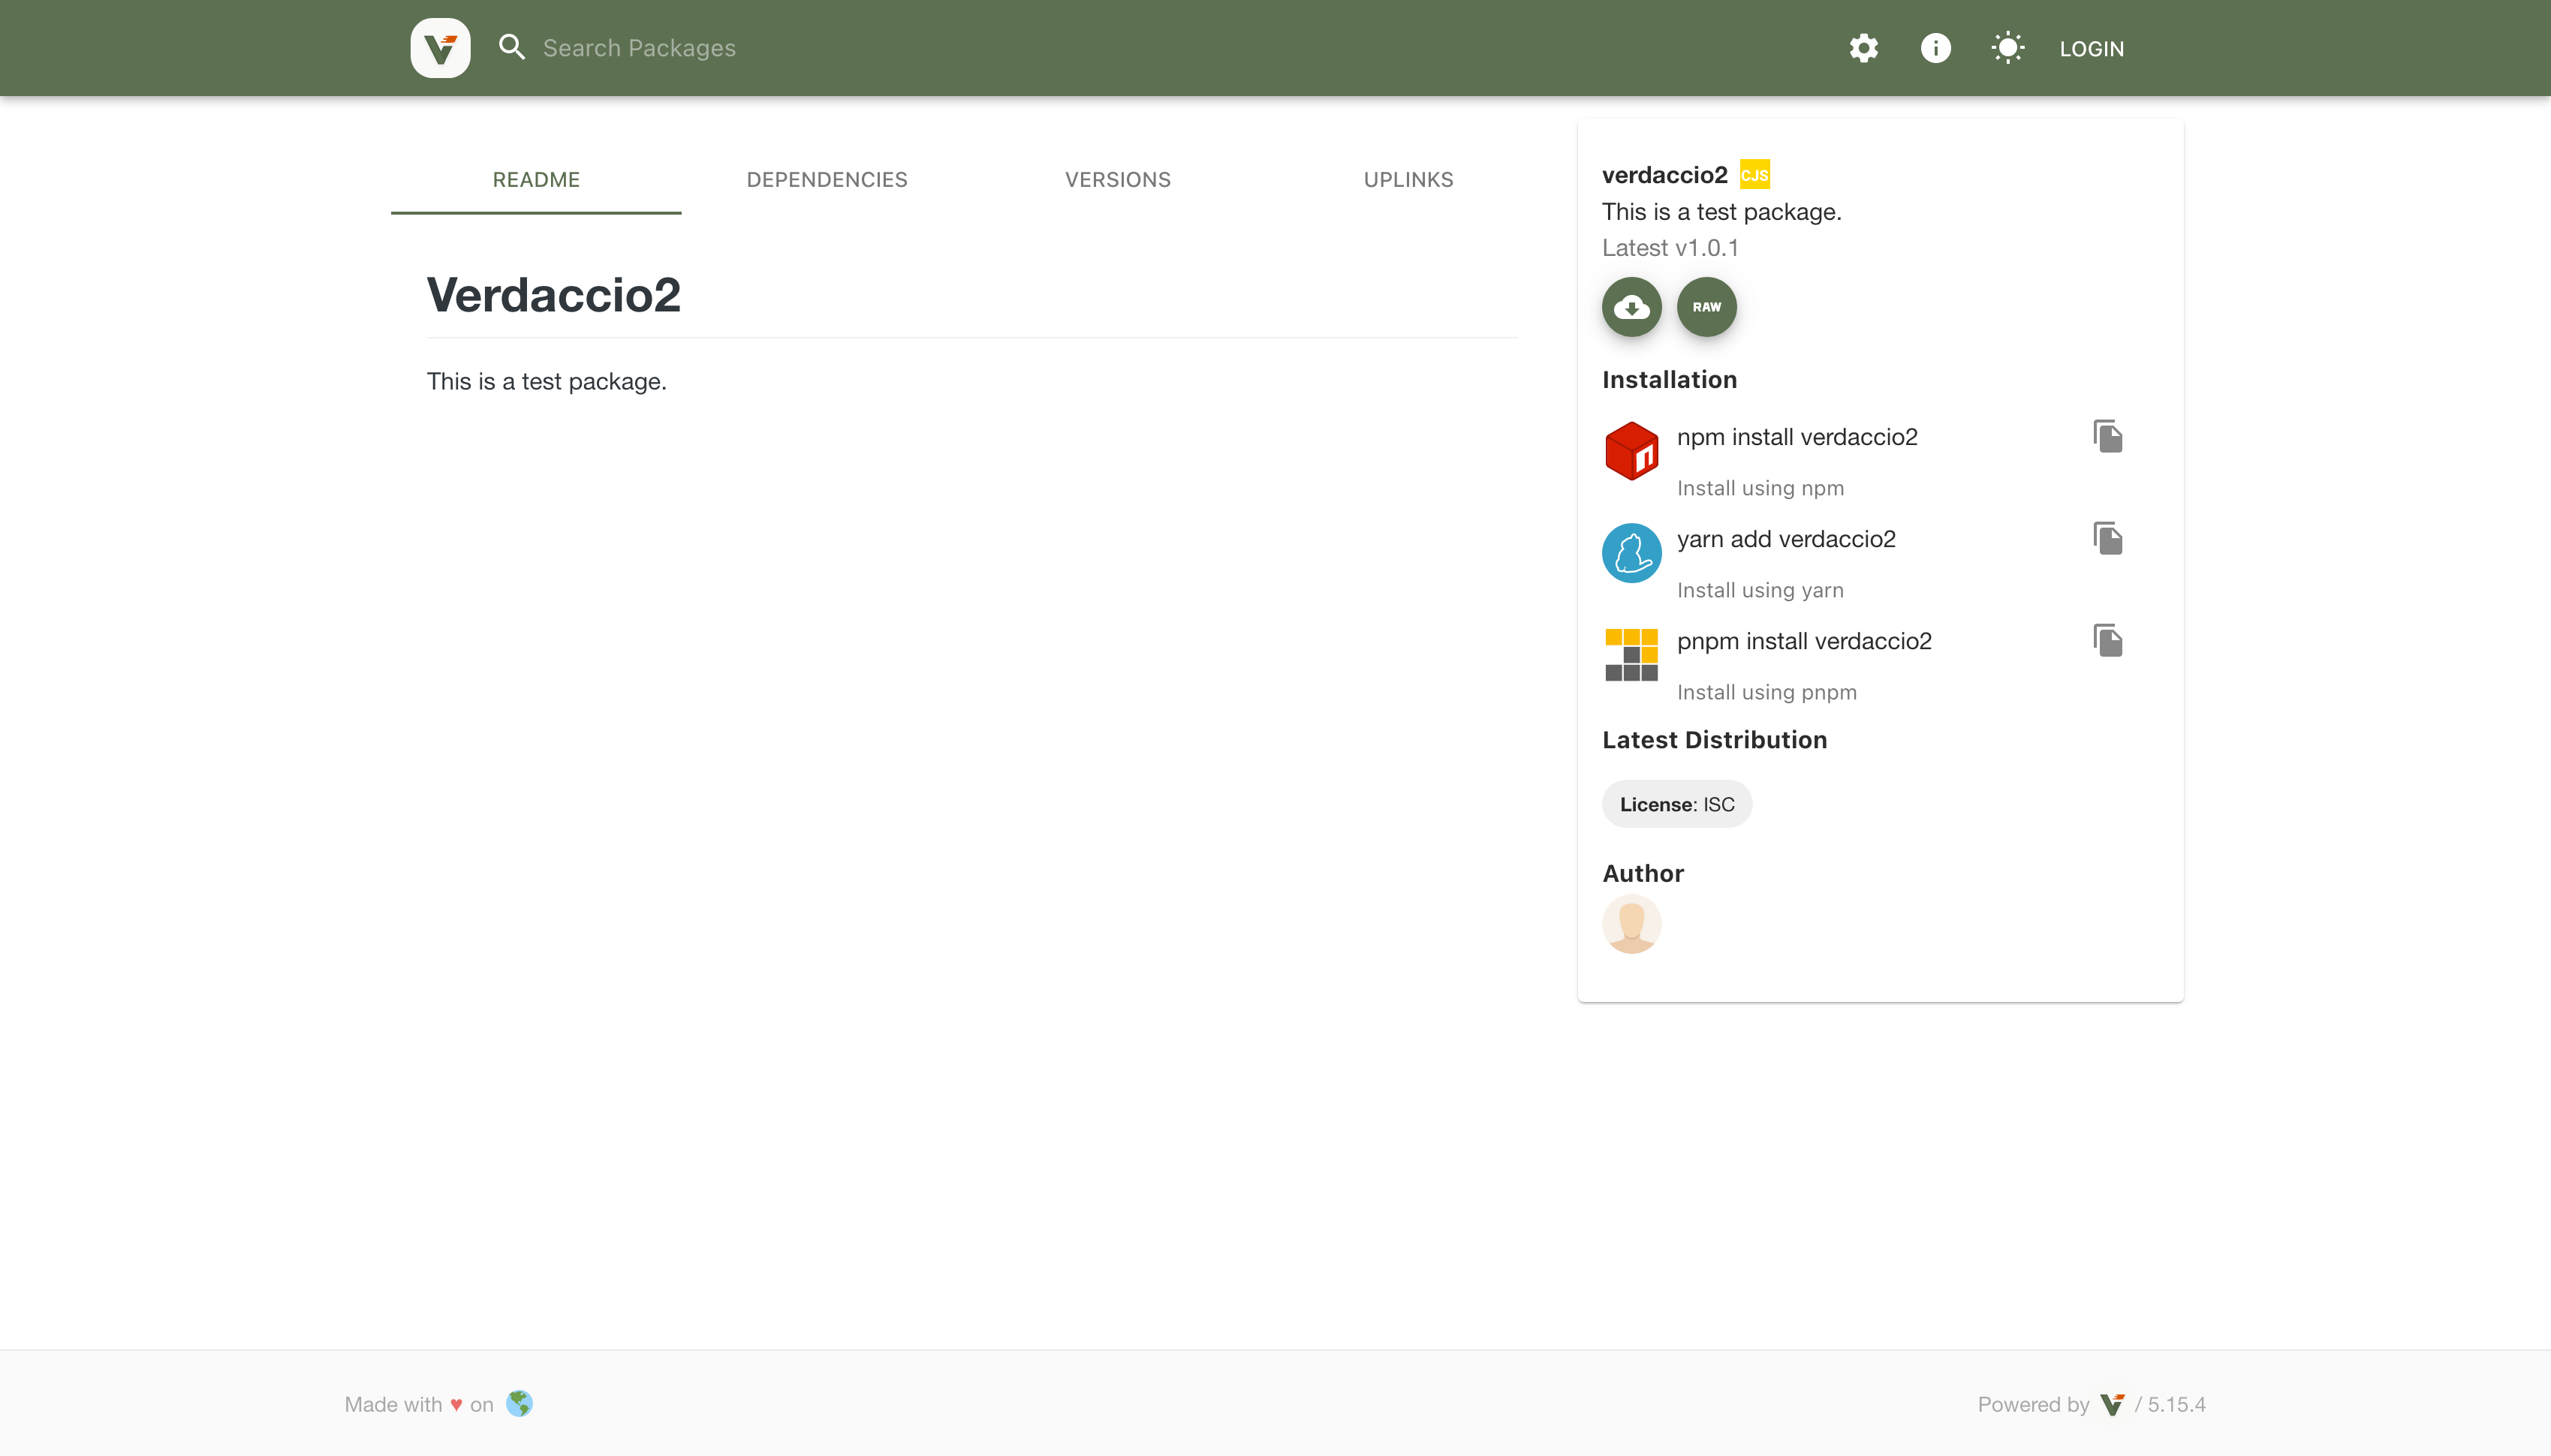 Search Packages
LOGIN
README
DEPENDENCIES
VERSIONS
UPLINKS
Verdaccio2
This is a test package.
verdaccio2 CJS
This is a test package.
Latest v1.0.1
RAW
Installation
npm install verdaccio2
Install using npm
yarn add verdaccio2
Install using yarn
pnpm install verdaccio2
Install using pnpm
Latest Distribution
License: ISC
Author
Made with ♥ on
Powered by / 5.15.4